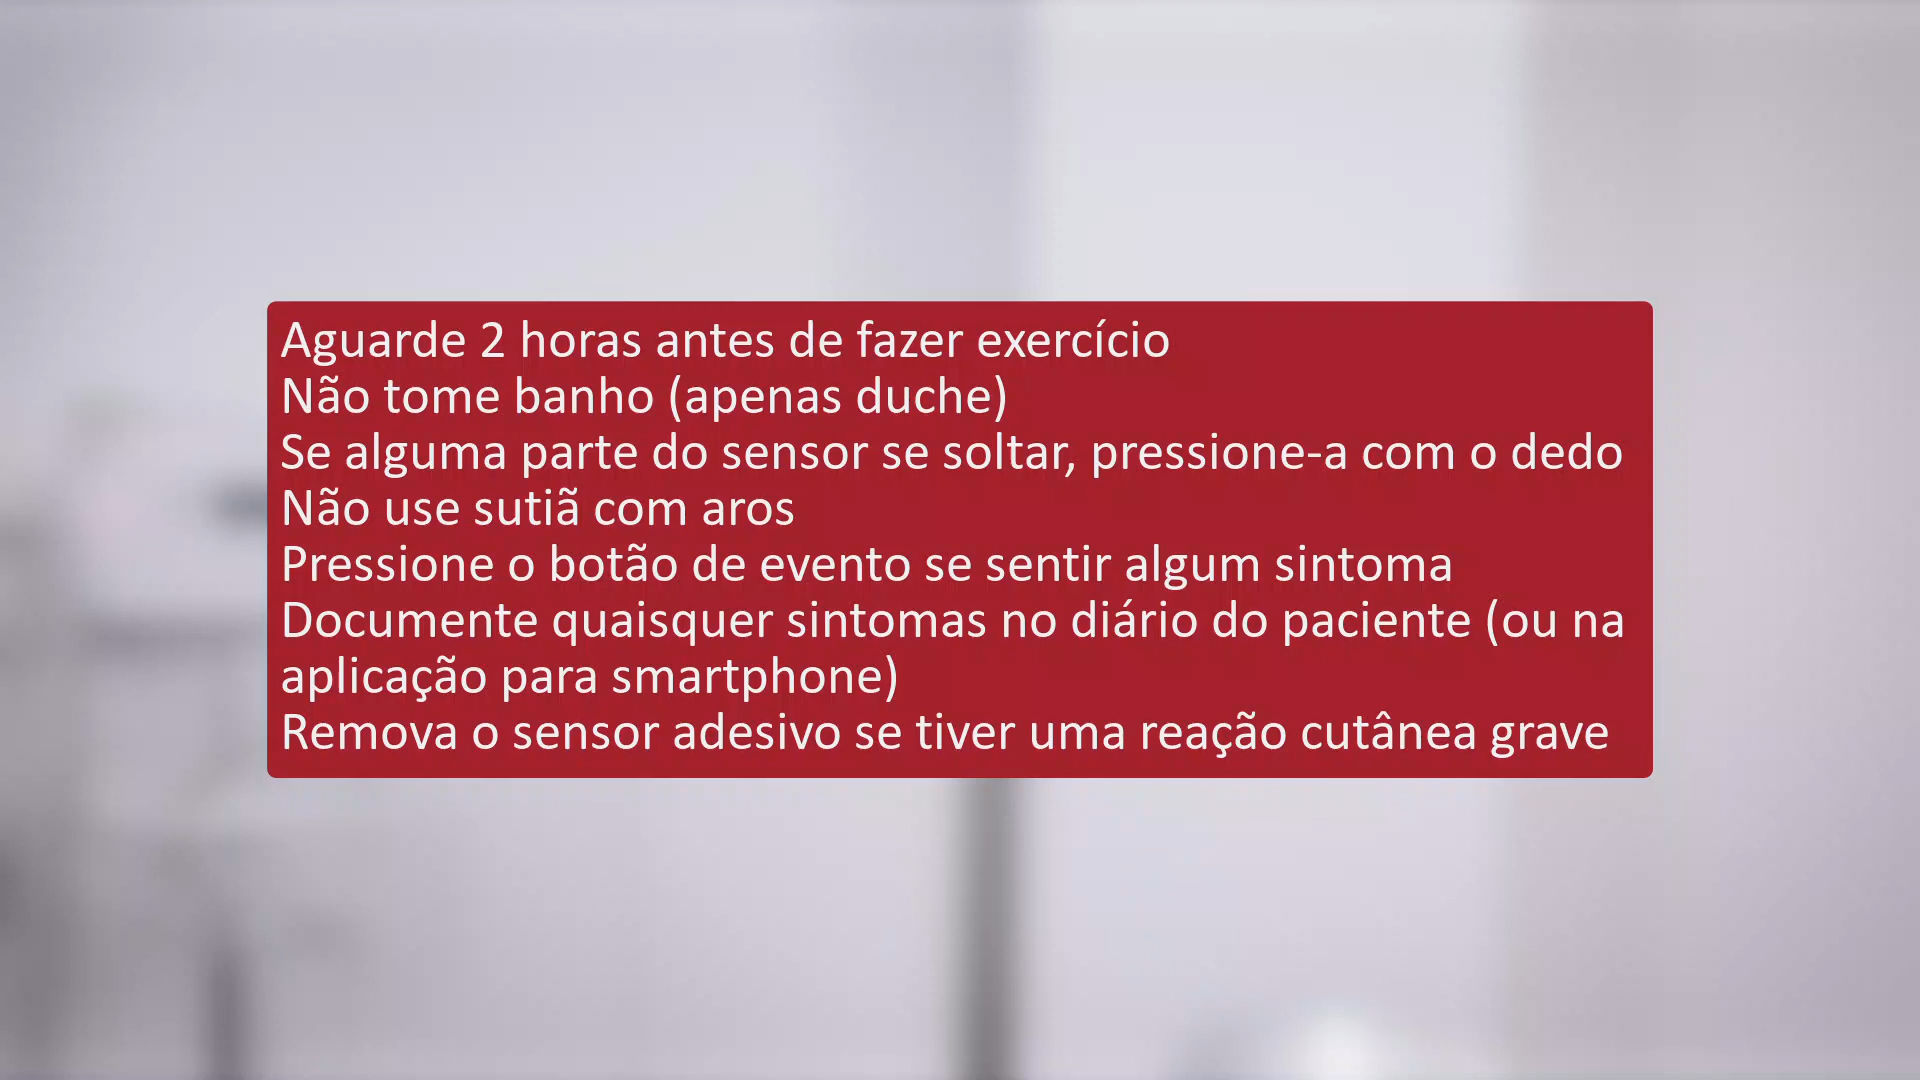 Aguarde 2 horas antes de fazer exercício
Não tome banho (apenas duche)
Se alguma parte do sensor se soltar, pressione-a com o dedo
Não use sutiã com aros
Pressione o botão de evento se sentir algum sintoma
Documente quaisquer sintomas no diário do paciente (ou na
aplicação para smartphone)
Remova o sensor adesivo se tiver uma reação cutânea grave